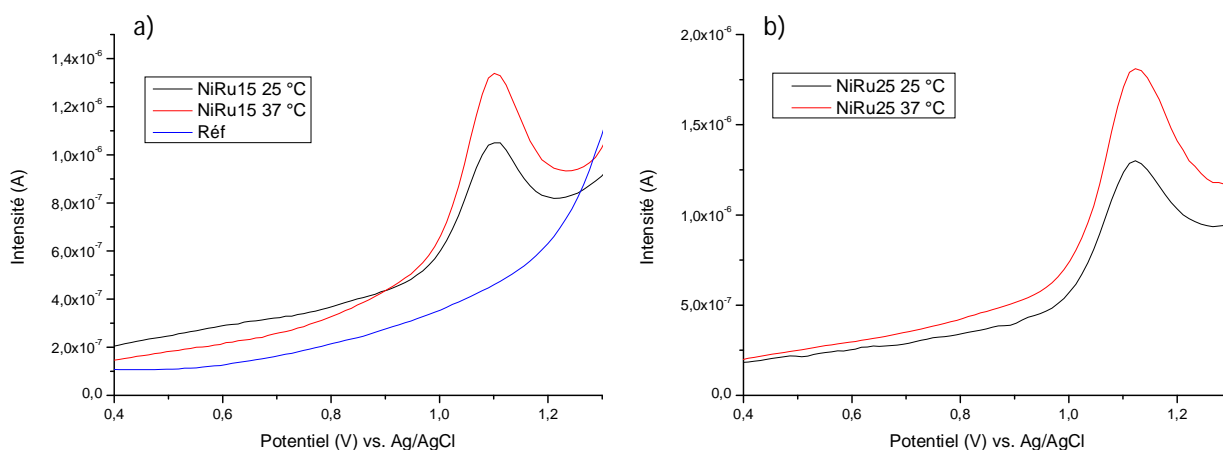 a)
1,4x10⁻⁶
1,2x10⁻⁶
1,0x10⁻⁶
8,0x10⁻⁷
6,0x10⁻⁷
4,0x10⁻⁷
2,0x10⁻⁷
0,0
Intensité (A)
NiRu15 25 °C
NiRu15 37 °C
Réf
0,4
0,6
0,8
1,0
1,2
Potentiel (V) vs. Ag/AgCl
b)
2,0x10⁻⁶
1,5x10⁻⁶
1,0x10⁻⁶
5,0x10⁻⁷
0,0
Intensité (A)
NiRu25 25 °C
NiRu25 37 °C
0,4
0,6
0,8
1,0
1,2
Potentiel (V) vs. Ag/AgCl